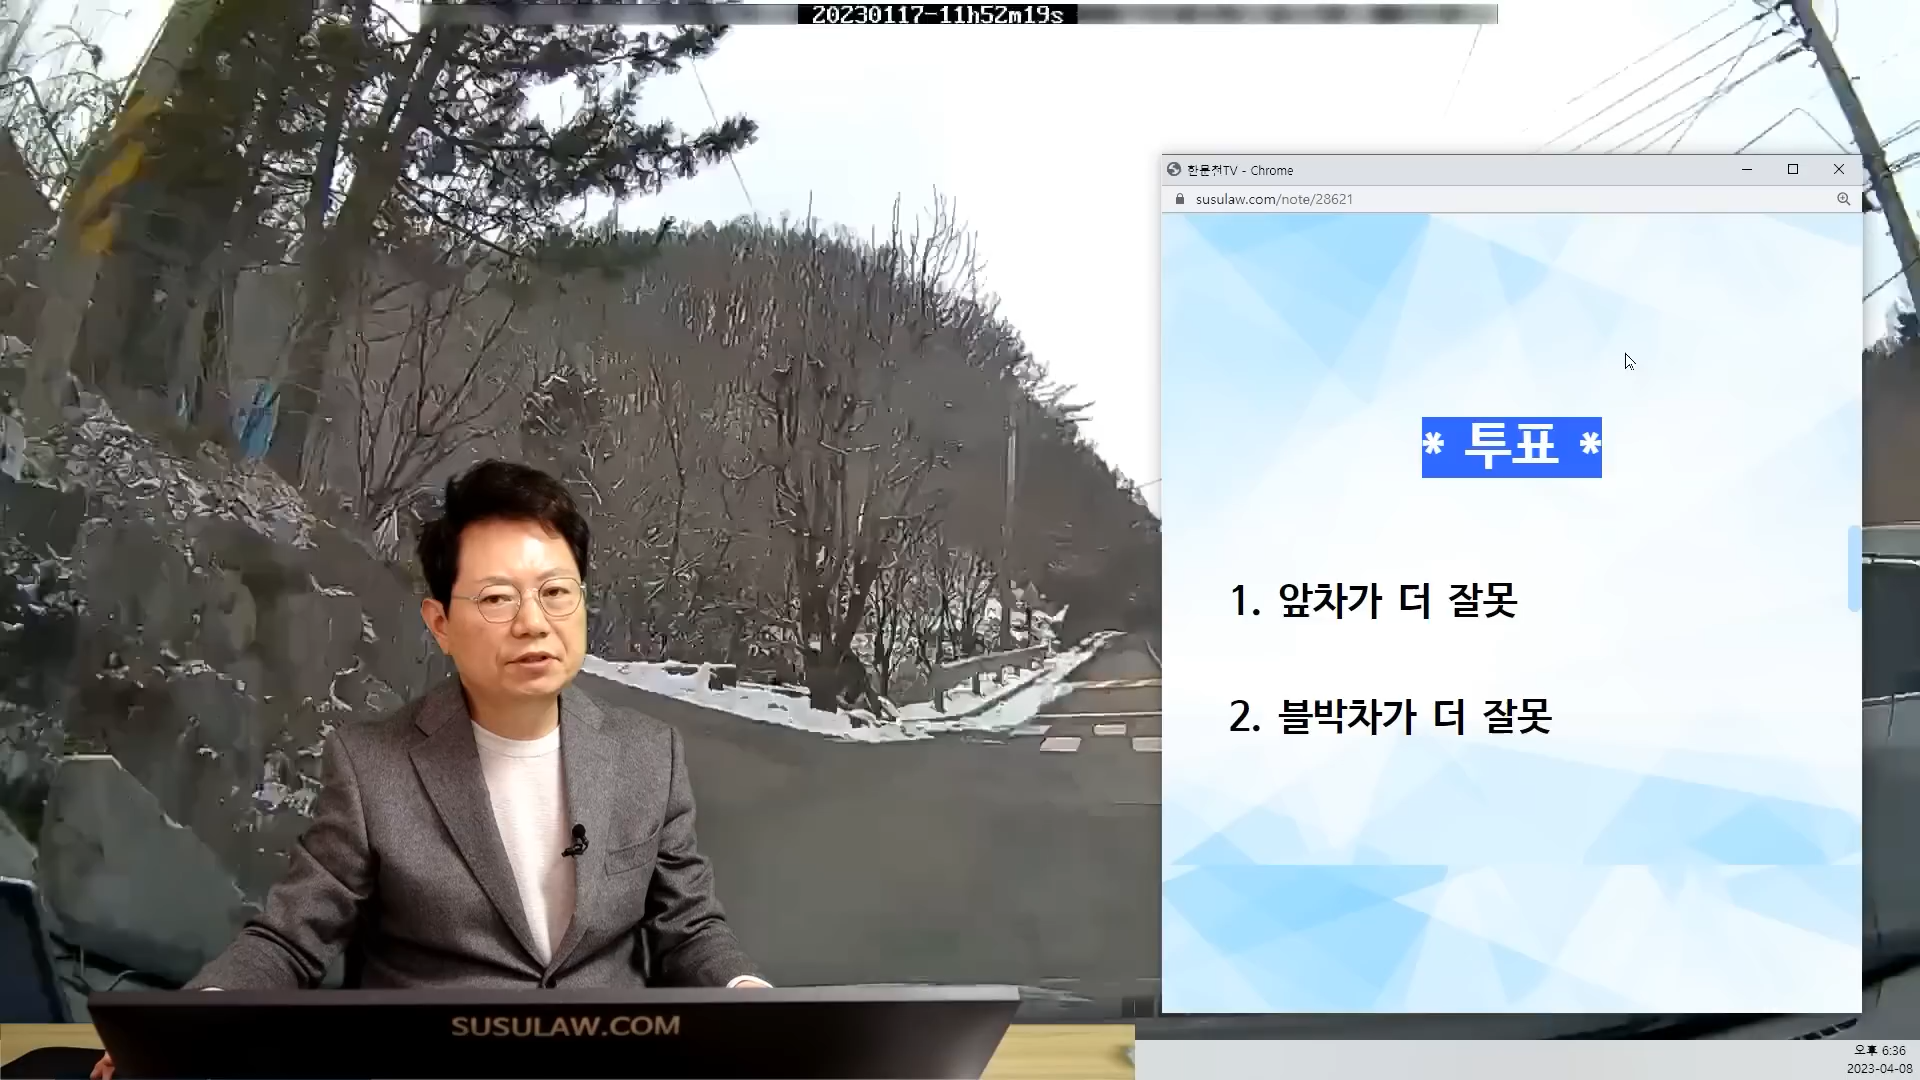 20230117-11h52m19s
한문철TV - Chrome
susulaw.com/note/28621
* 투표 *
1. 앞차가 더 잘못
2. 블박차가 더 잘못
SUSULAW.COM
오후 6:36
2023-04-08